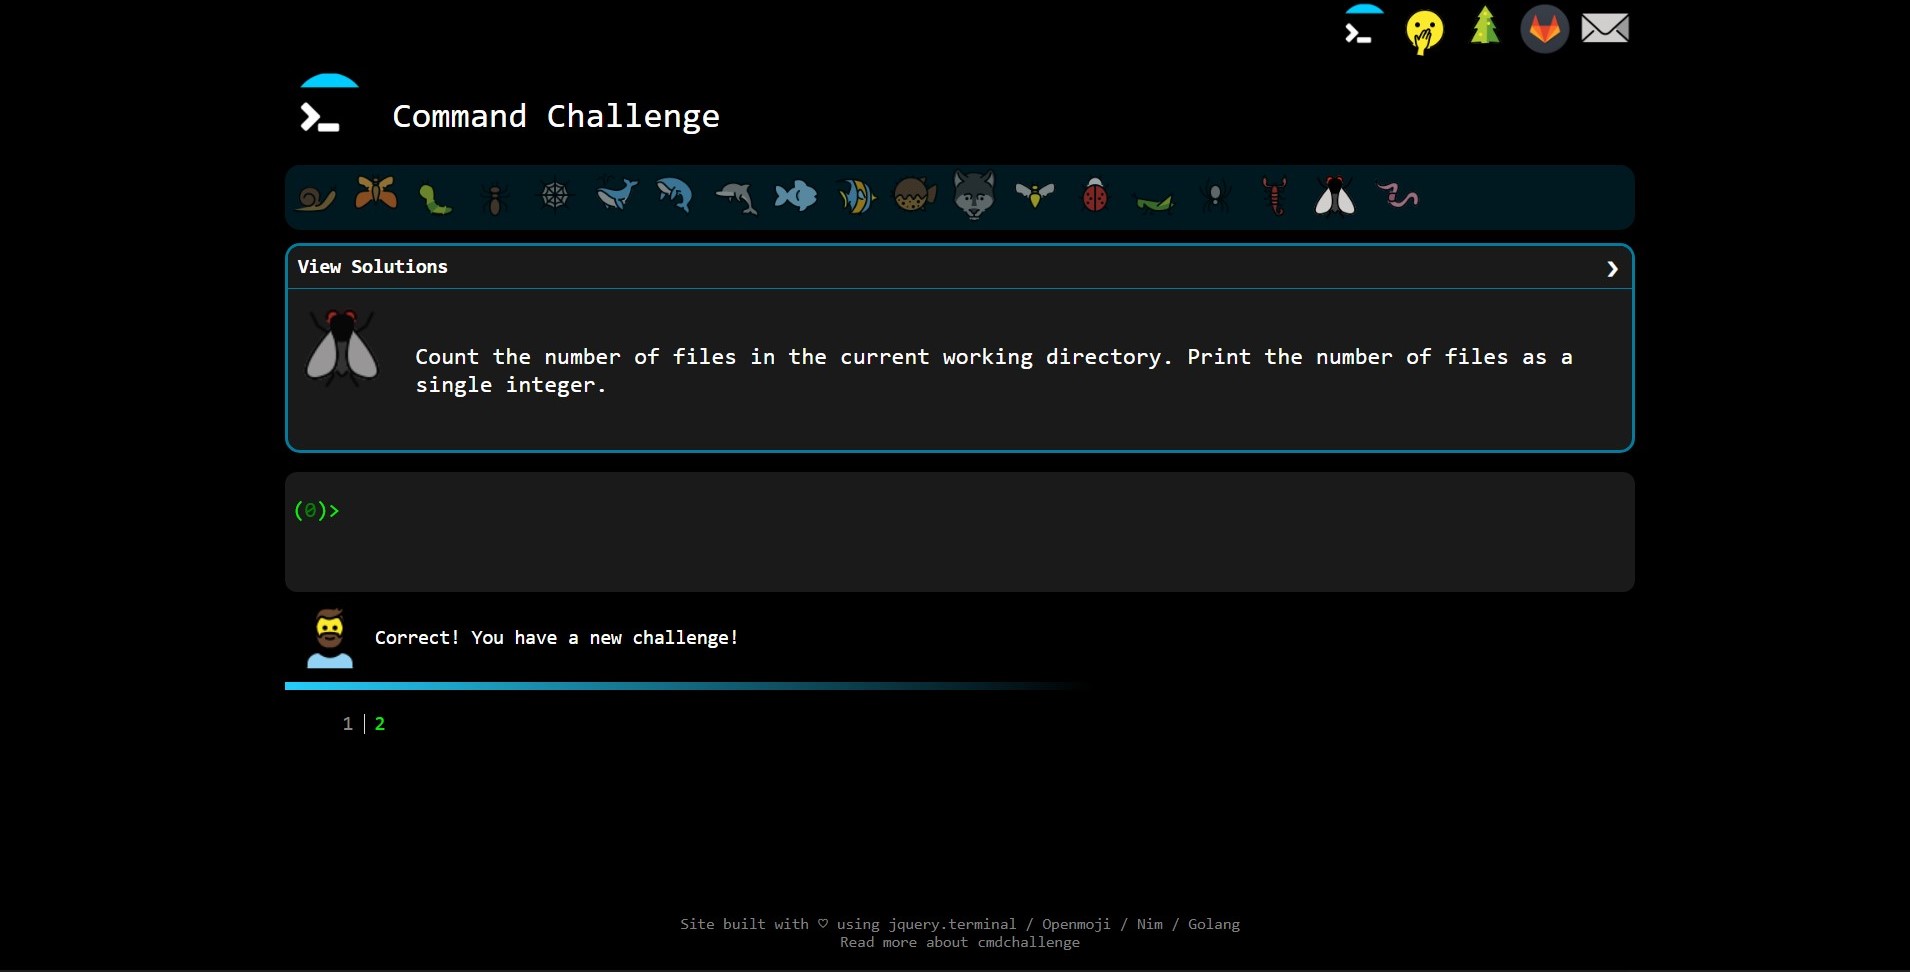 Command Challenge
View Solutions
Count the number of files in the current working directory. Print the number of files as a
single integer.
(0)>
Correct! You have a new challenge!
1 | 2
Site built with ♡ using jquery.terminal / Openmoji / Nim / Golang
Read more about cmdchallenge